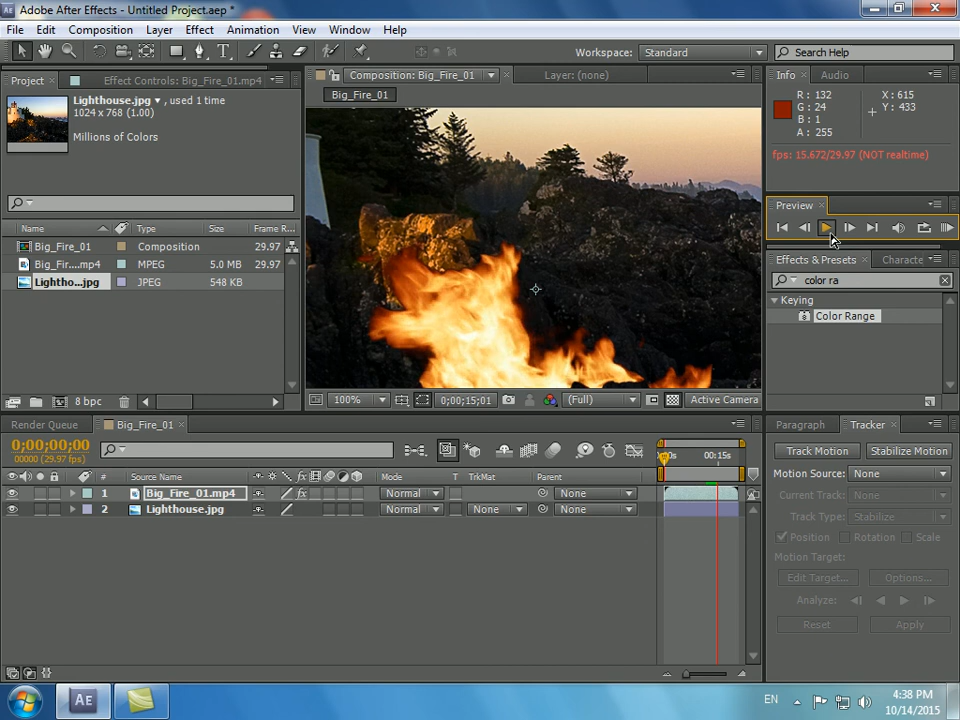 Adobe After Effects - Untitled Project.aep *
File Edit Composition Layer Effect Animation View Window Help
Workspace: Standard Search Help
Project Effect Controls: Big_Fire_01.mp4
Lighthouse.jpg ▾ , used 1 time
1024 x 768 (1.00)
Millions of Colors
Name Type Size Frame R
Big_Fire_01 Composition 29.97
Big_Fir....mp4 MPEG 5.0 MB 29.97
Lightho...jpg JPEG 548 KB
8 bpc
Composition: Big_Fire_01 Layer: (none)
Big_Fire_01
100% 0;00;15;01 (Full) Active Camera
Info Audio
R : 132 X : 615
G : 24 Y : 433
B : 1
A : 255
fps: 15.672/29.97 (NOT realtime)
Preview
Effects & Presets Characte
color ra
Keying
Color Range
Render Queue Big_Fire_01
0;00;00;00
00000 (29.97 fps)
00:15s
# Source Name Mode T TrkMat Parent
1 Big_Fire_01.mp4 Normal None
2 Lighthouse.jpg Normal None None
Paragraph Tracker
Track Motion Stabilize Motion
Motion Source: None
Current Track: None
Track Type: Stabilize
Position Rotation Scale
Motion Target:
Edit Target... Options...
Analyze:
Reset Apply
Ae
EN 4:38 PM
10/14/2015